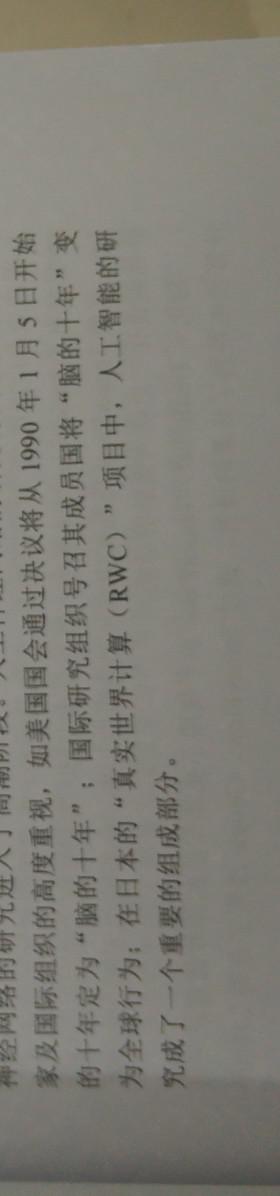 神经网络的研究进入了高潮阶段。
家及国际组织的高度重视，如美国国会通过决议将从 1990 年 1 月 5 日开始
的十年定为“脑的十年”；国际研究组织号召其成员国将“脑的十年”变
为全球行为；在日本的“真实世界计算（RWC）”项目中，人工智能的研
究成了一个重要的组成部分。